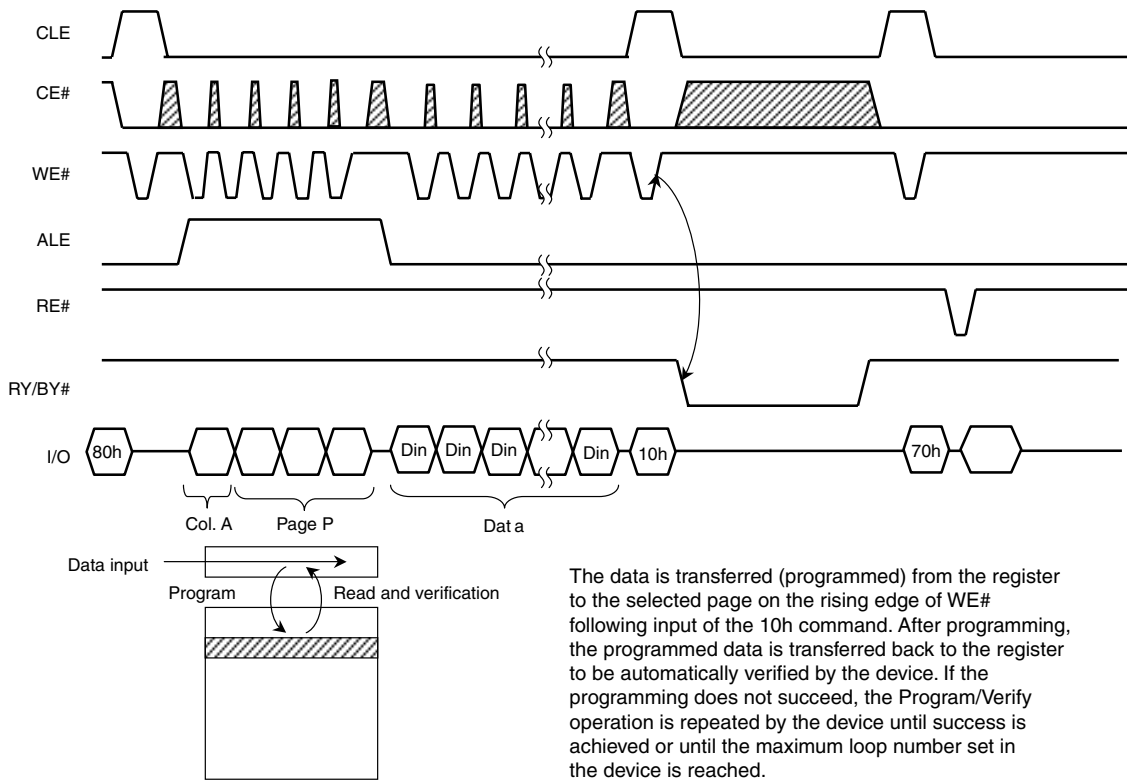 CLE
CE#
WE#
ALE
RE#
RY/BY#
I/O
80h
Din
Din
Din
Din
10h
70h
Col. A
Page P
Dat a
Data input
Program
Read and verification
The data is transferred (programmed) from the register
to the selected page on the rising edge of WE#
following input of the 10h command. After programming,
the programmed data is transferred back to the register
to be automatically verified by the device. If the
programming does not succeed, the Program/Verify
operation is repeated by the device until success is
achieved or until the maximum loop number set in
the device is reached.